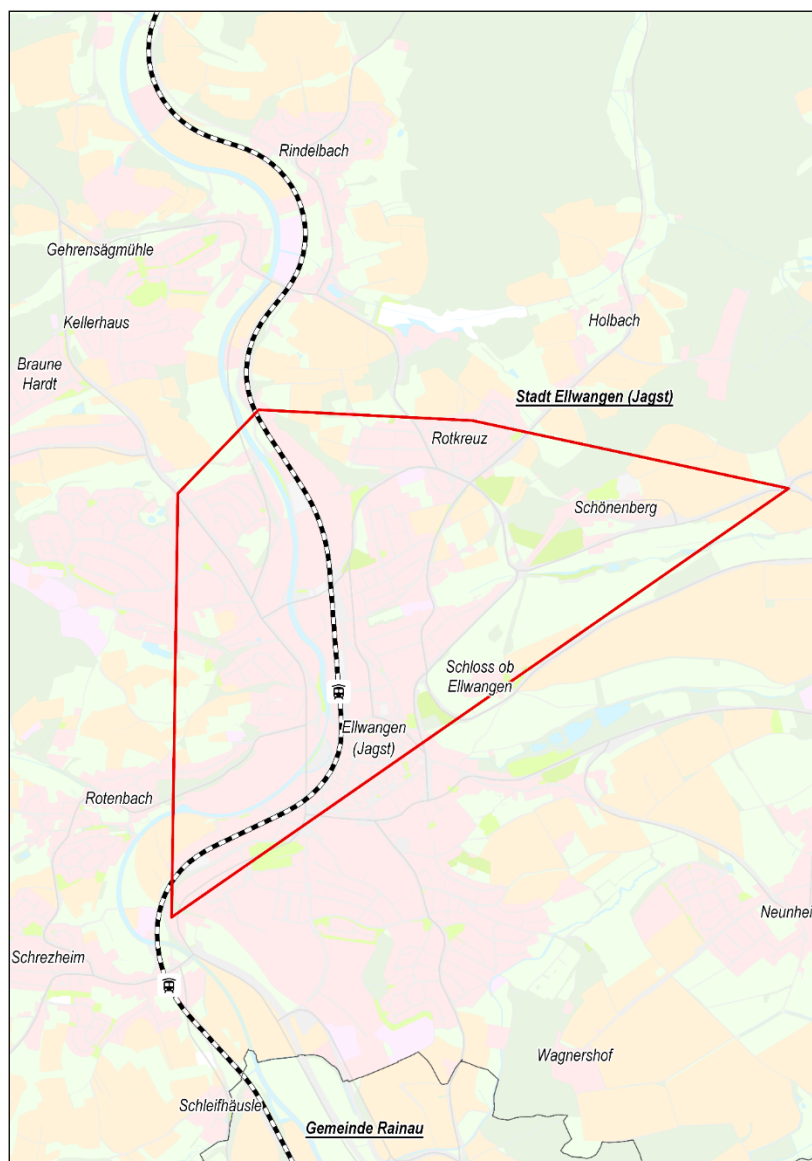 Rindelbach
Gehrensägmühle
Kellerhaus
Holbach
Braune
Hardt
Stadt Ellwangen (Jagst)
Rotkreuz
Schönenberg
Schloss ob
Ellwangen
Ellwangen
(Jagst)
Rotenbach
Neunhei
Schrezheim
Wagnershof
Schleifhäusle
Gemeinde Rainau